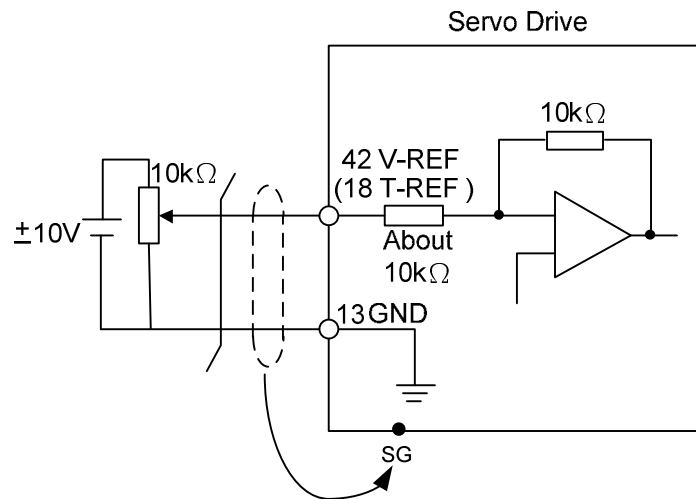 Servo Drive
10kΩ
42 V-REF
(18 T-REF )
10kΩ
±10V
About
10kΩ
13 GND
SG